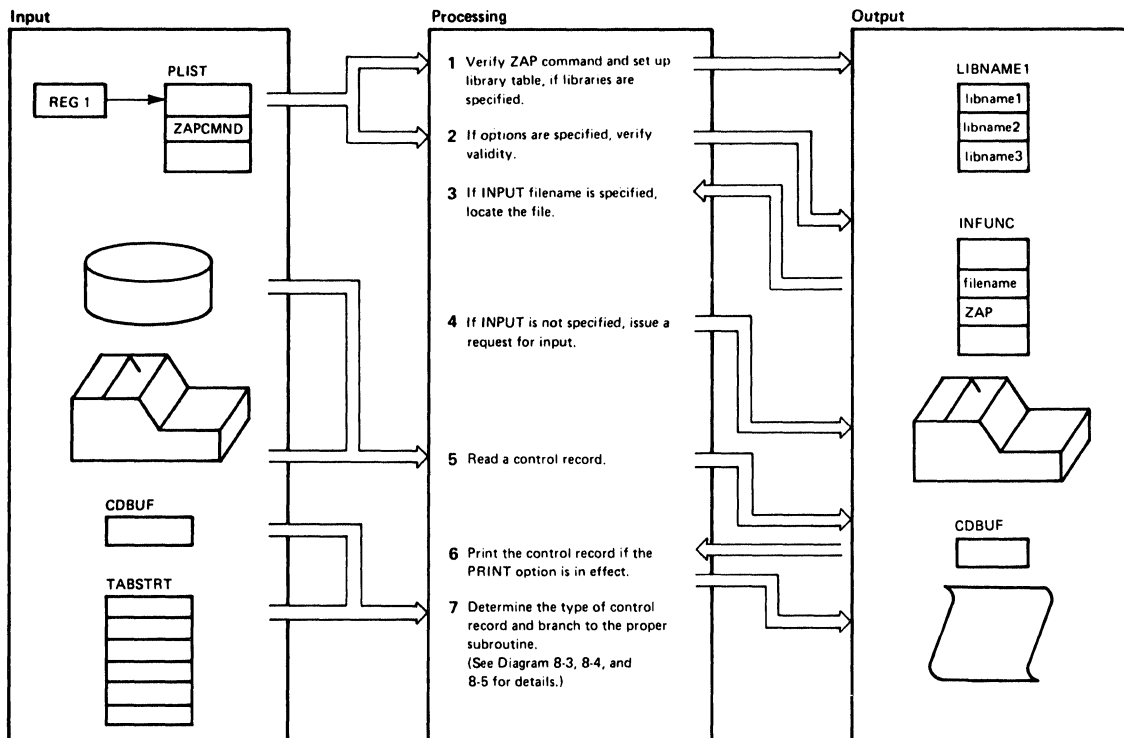 Input
PLIST
REG 1
ZAPCMND
CDBUF
TABSTRT
Processing
1 Verify ZAP command and set up
library table, if libraries are
specified.
2 If options are specified, verify
validity.
3 If INPUT filename is specified,
locate the file.
4 If INPUT is not specified, issue a
request for input.
5 Read a control record.
6 Print the control record if the
PRINT option is in effect.
7 Determine the type of control
record and branch to the proper
subroutine.
(See Diagram 8-3, 8-4, and
8-5 for details.)
Output
LIBNAME1
libname1
libname2
libname3
INFUNC
filename
ZAP
CDBUF